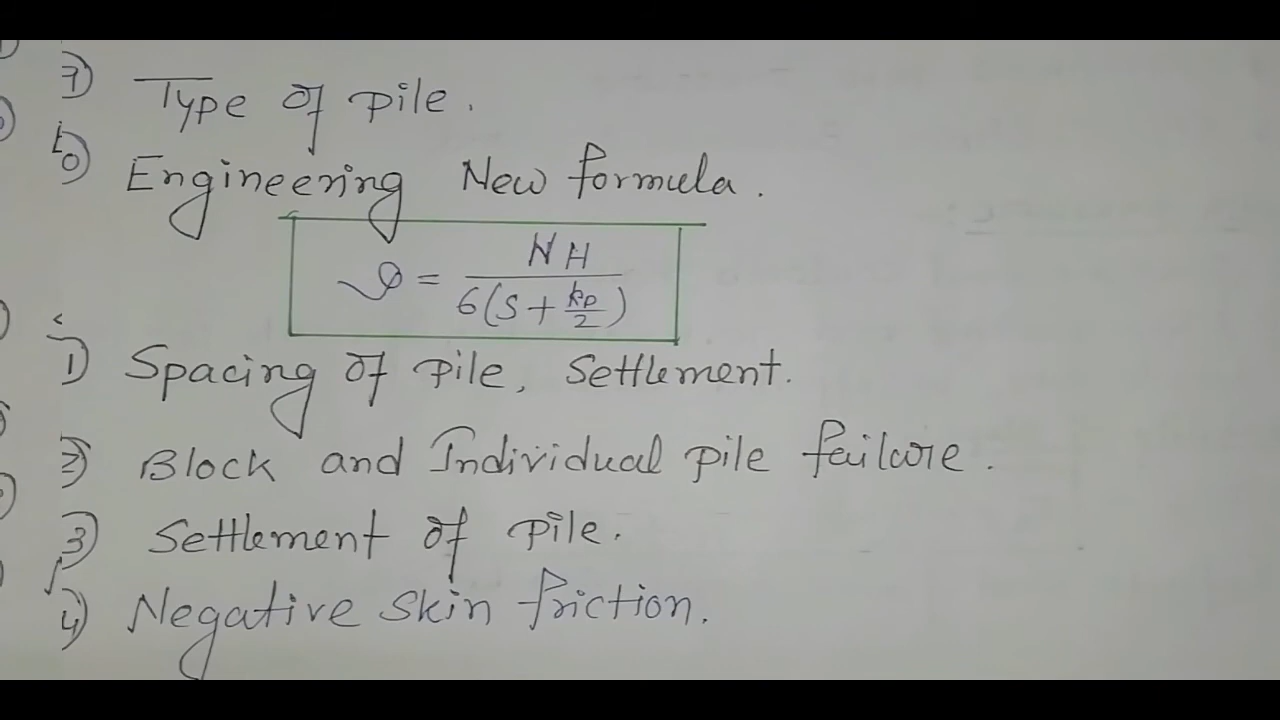 7) Type of pile.
6) Engineering New formula.
Q = NH / 6(S + kp/2)
1) Spacing of pile, Settlement.
2) Block and Individual pile failure.
3) Settlement of pile.
4) Negative skin friction.